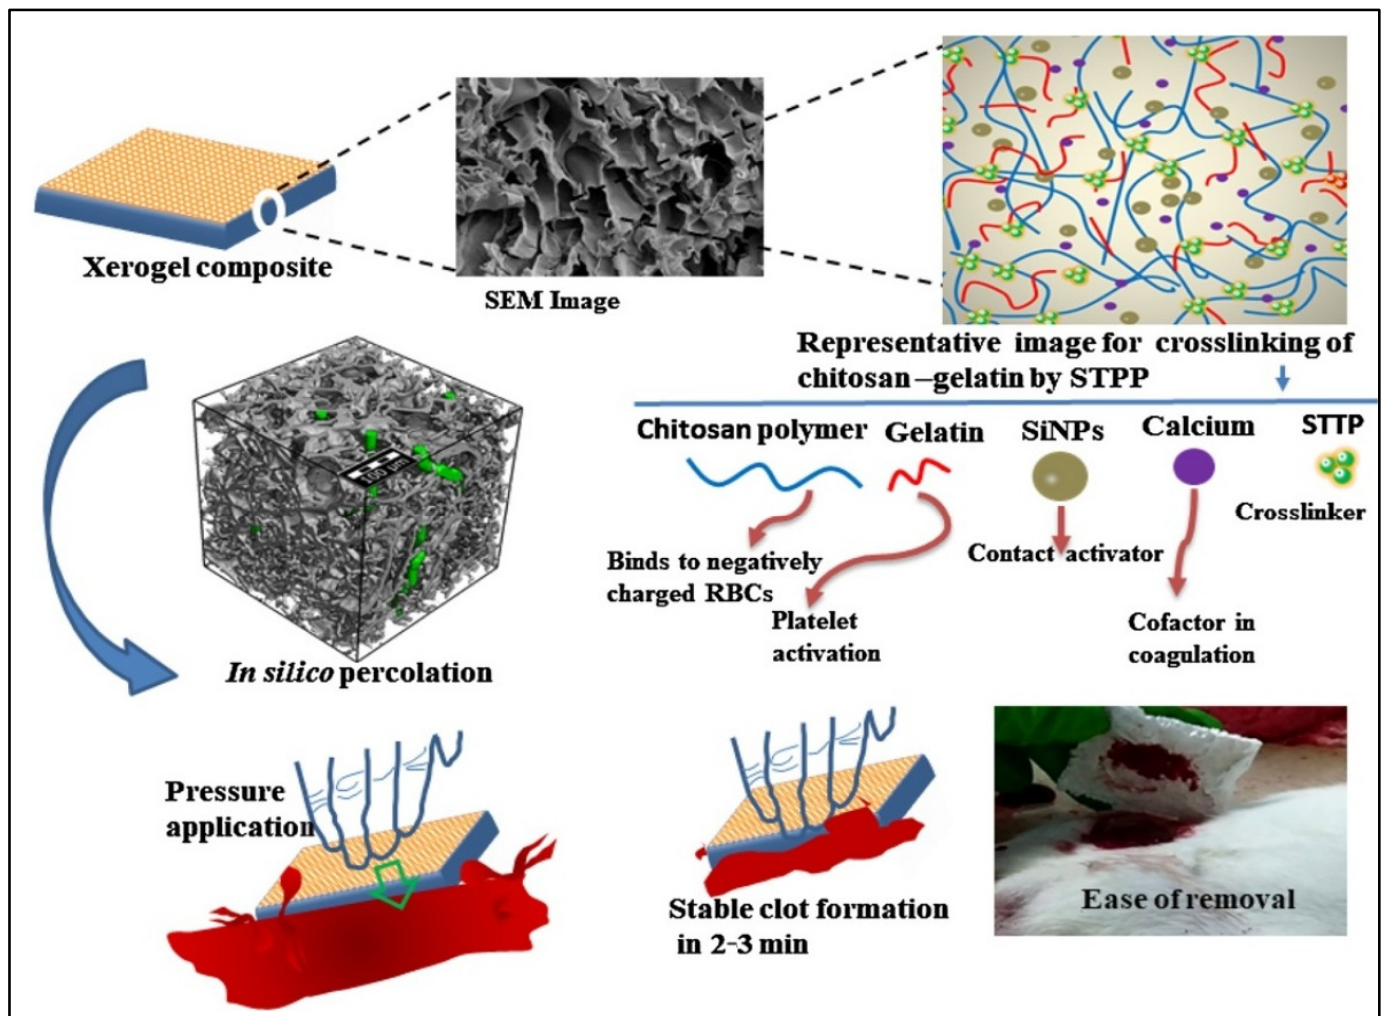 Xerogel composite
SEM Image
Representative image for crosslinking of
chitosan–gelatin by STPP
Chitosan polymer
Gelatin
SiNPs
Calcium
STTP
Crosslinker
Binds to negatively
charged RBCs
Platelet
activation
Contact activator
Cofactor in
coagulation
100 µm
In silico percolation
Pressure
application
Stable clot formation
in 2-3 min
Ease of removal